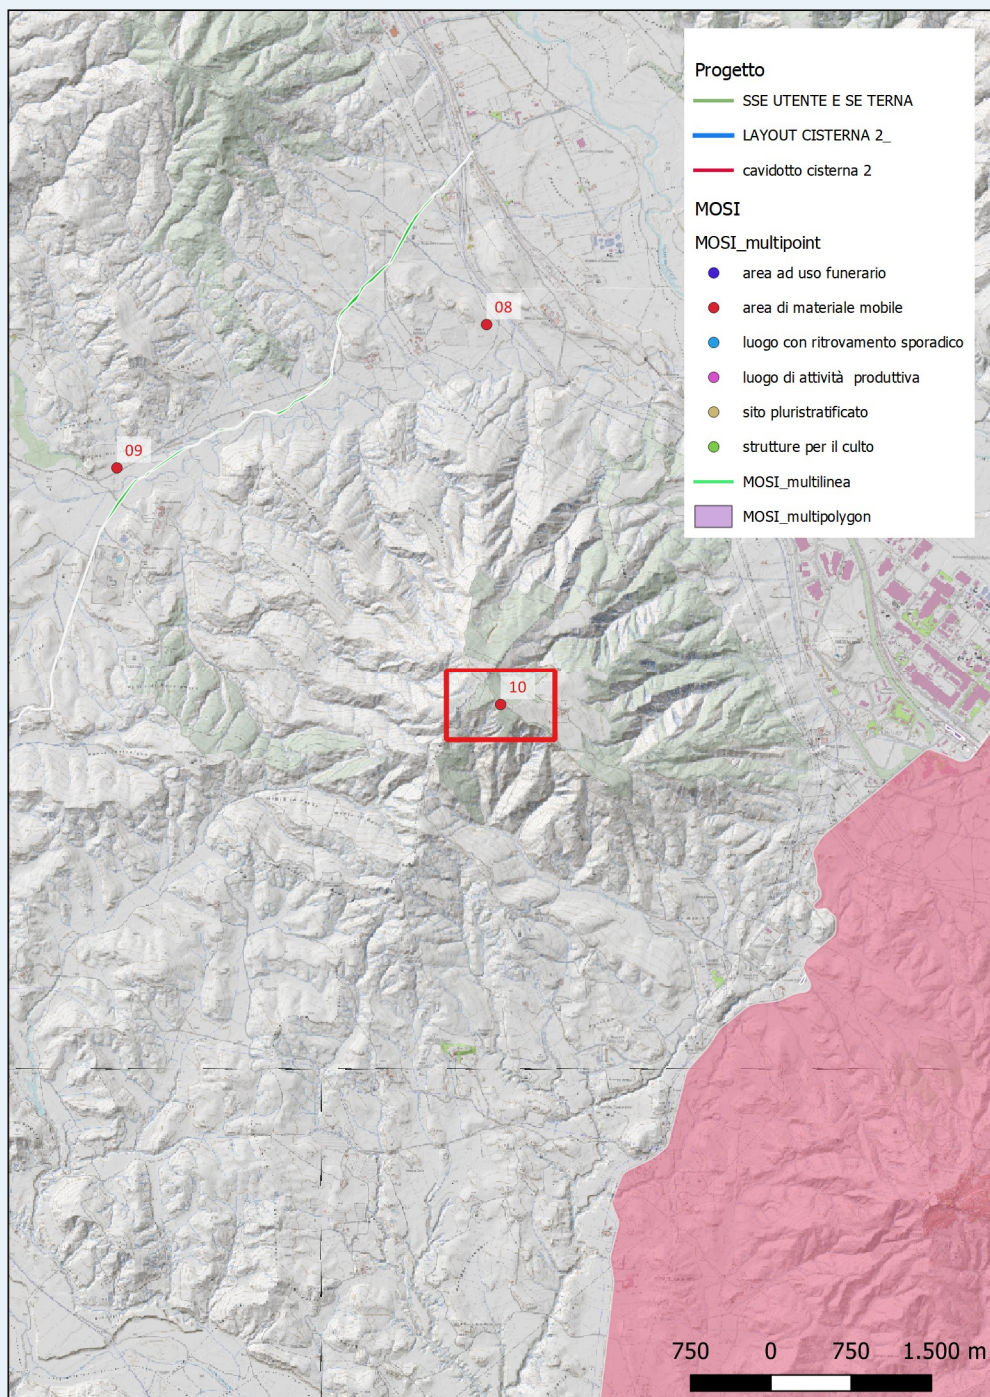 Progetto
SSE UTENTE E SE TERNA
LAYOUT CISTERNA 2_
cavidotto cisterna 2
MOSI
MOSI_multipoint
area ad uso funerario
area di materiale mobile
luogo con ritrovamento sporadico
luogo di attività produttiva
sito pluristratificato
strutture per il culto
MOSI_multilinea
MOSI_multipolygon
08
09
10
750 0 750 1.500 m